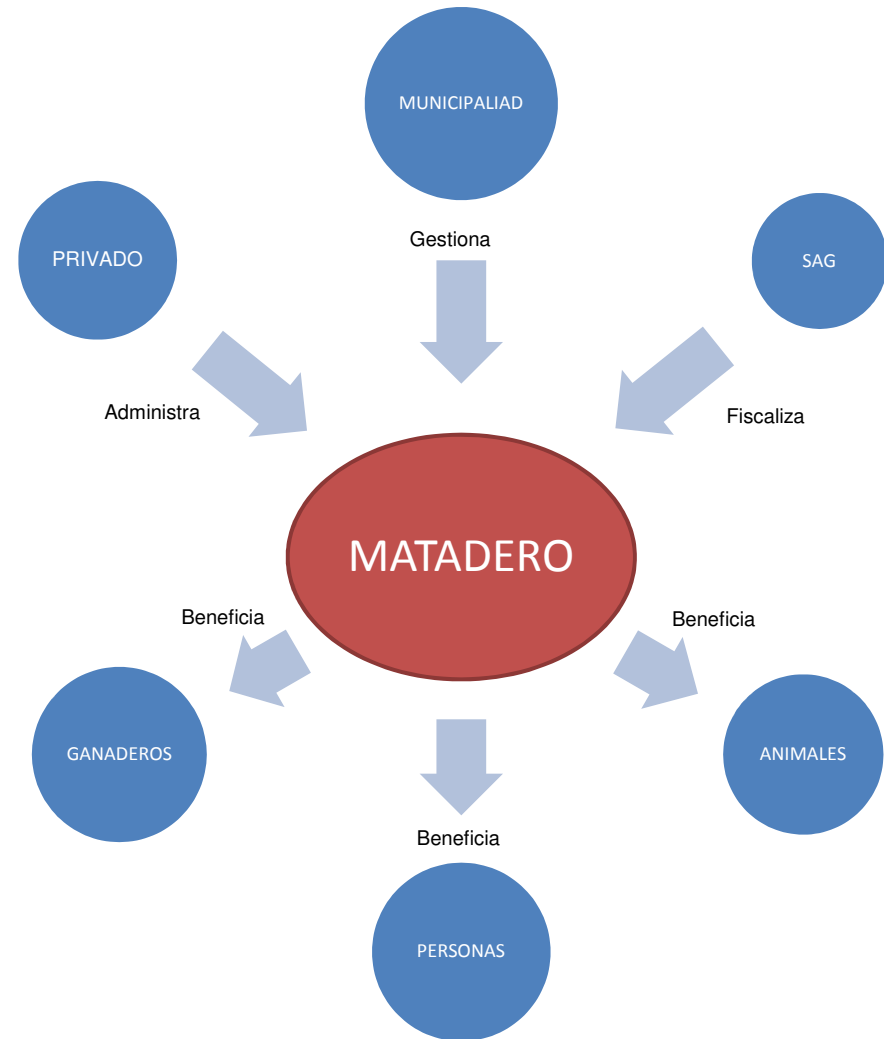 MUNICIPALIAD
Gestiona
PRIVADO
SAG
Administra
Fiscaliza
MATADERO
Beneficia
Beneficia
GANADEROS
ANIMALES
Beneficia
PERSONAS